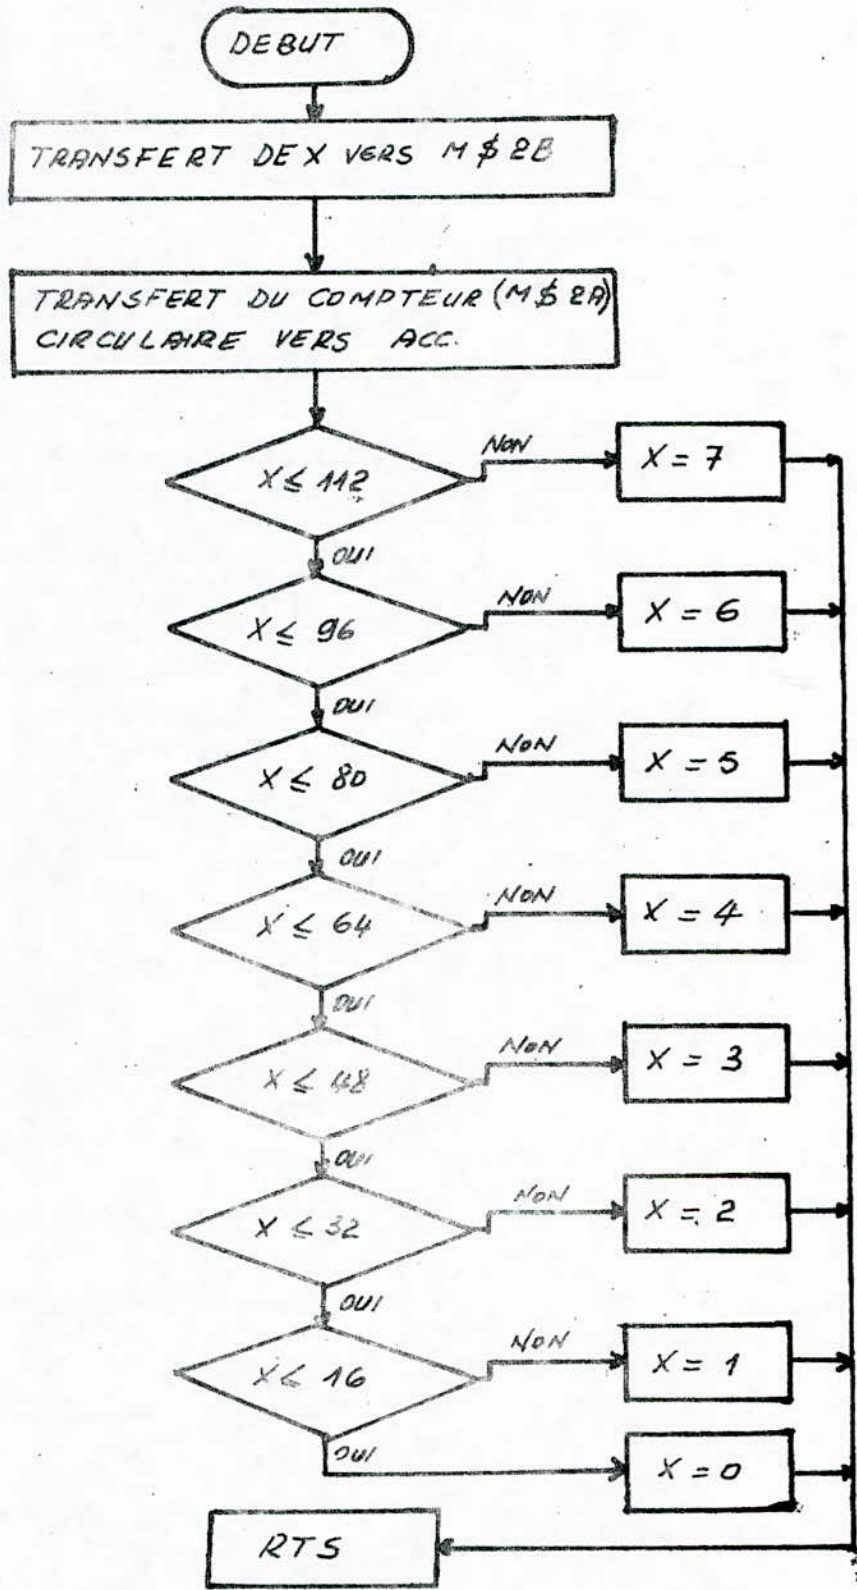 DEBUT
TRANSFERT DE X VERS M $ 2B
TRANSFERT DU COMPTEUR (M $ 2A)
CIRCULAIRE VERS ACC.
X ≤ 112
NON
X = 7
OUI
X ≤ 96
NON
X = 6
OUI
X ≤ 80
NON
X = 5
OUI
X ≤ 64
NON
X = 4
OUI
X ≤ 48
NON
X = 3
OUI
X ≤ 32
NON
X = 2
OUI
X ≤ 16
NON
X = 1
OUI
X = 0
RTS